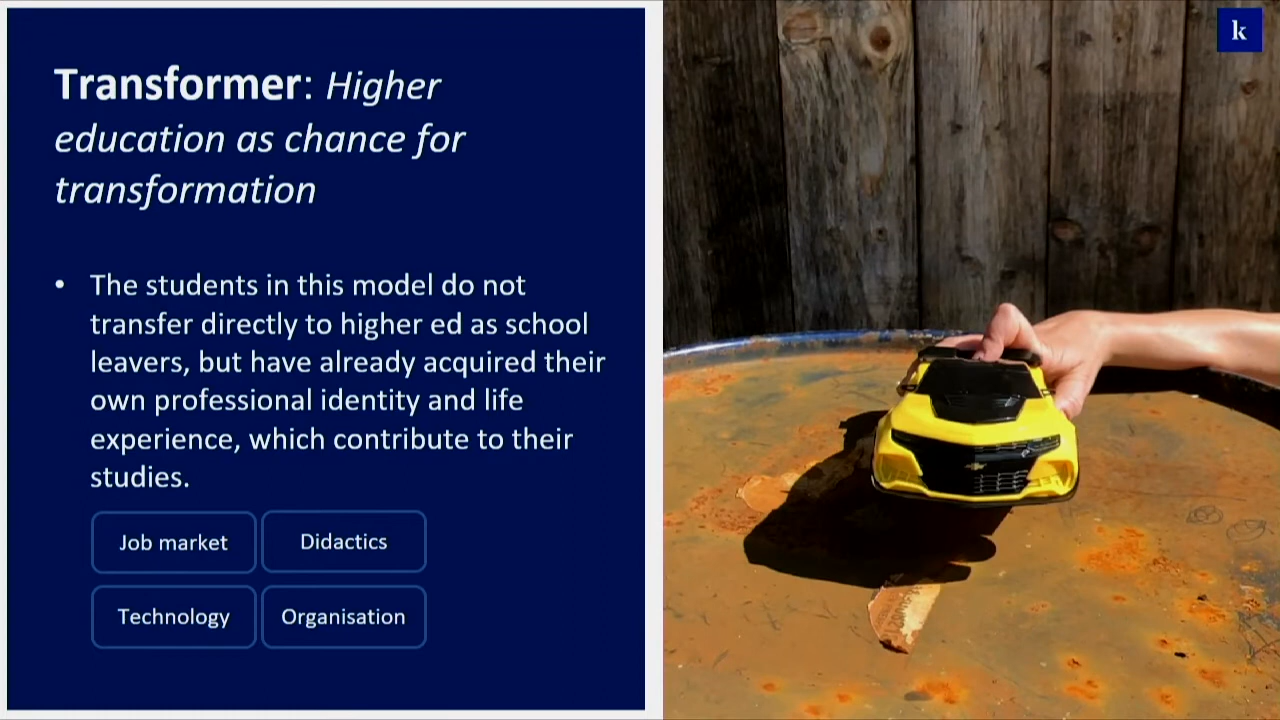 Transformer: Higher
education as chance for
transformation
• The students in this model do not
transfer directly to higher ed as school
leavers, but have already acquired their
own professional identity and life
experience, which contribute to their
studies.
Job market
Didactics
Technology
Organisation
k